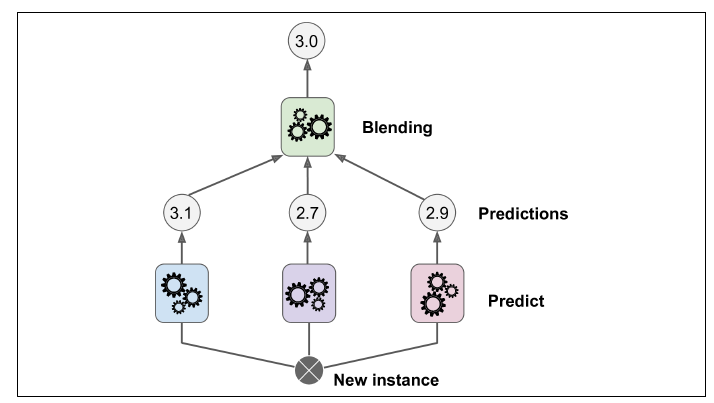 3.0
Blending
3.1
2.7
2.9
Predictions
Predict
New instance